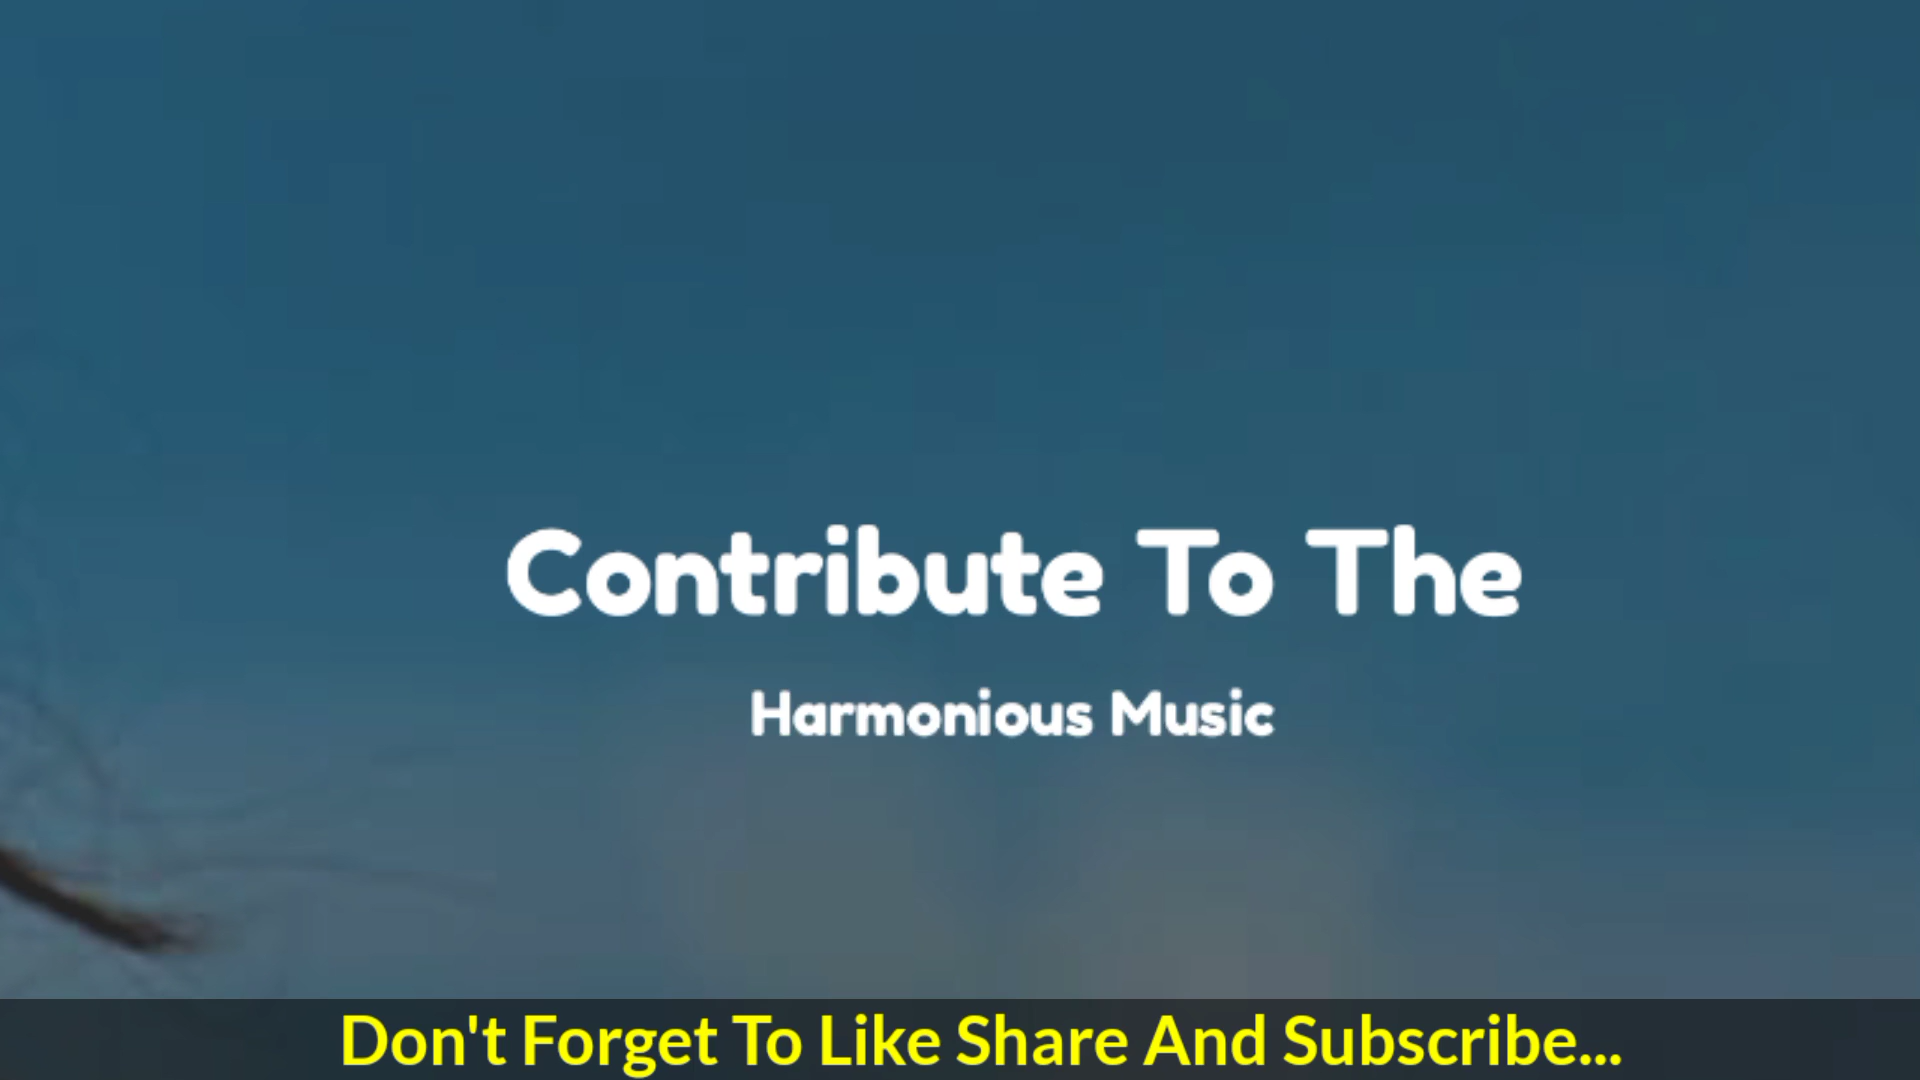 Contribute To The
Harmonious Music
Don't Forget To Like Share And Subscribe...